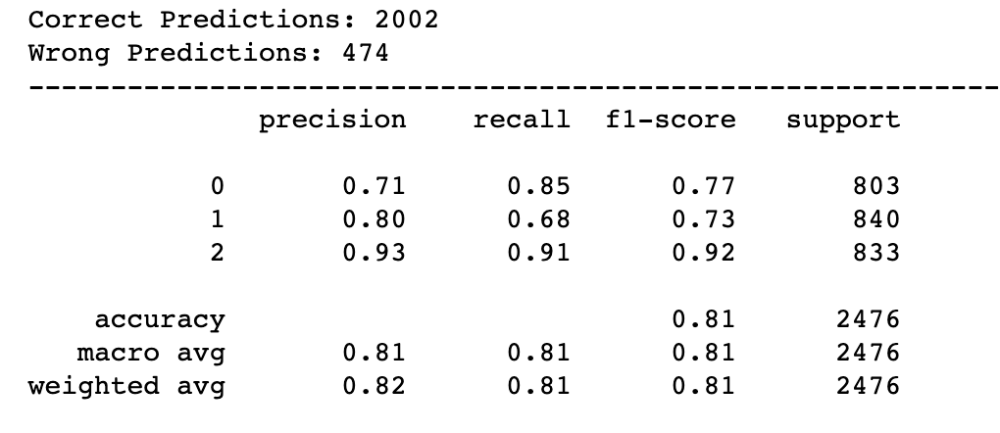 Correct Predictions: 2002
Wrong Predictions: 474
-----------------------------------------------------------
precision recall f1-score support
0 0.71 0.85 0.77 803
1 0.80 0.68 0.73 840
2 0.93 0.91 0.92 833
accuracy 0.81 2476
macro avg 0.81 0.81 0.81 2476
weighted avg 0.82 0.81 0.81 2476